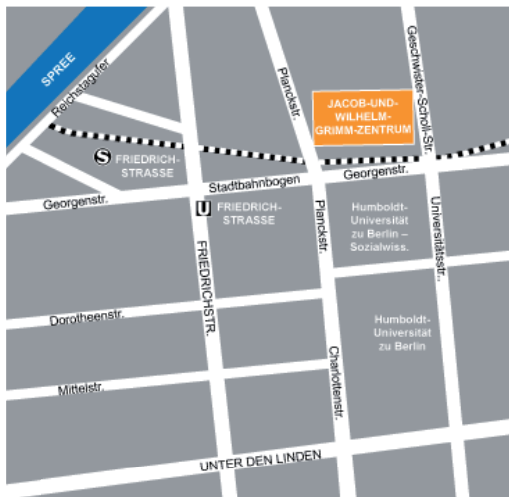 SPREE
Reichstagufer
Planckstr.
Geschwister-Scholl-Str.
JACOB-UND-
WILHELM-
GRIMM-ZENTRUM
S
FRIEDRICH-
STRASSE
Georgenstr.
Stadtbahnbogen
Georgenstr.
U
FRIEDRICH-
STRASSE
Planckstr.
Humboldt-
Universität
zu Berlin –
Sozialwiss.
Universitätsstr..
FRIEDRICHSTR.
Dorotheenstr.
Humboldt-
Universität
zu Berlin
Mittelstr.
Charlottenstr.
UNTER DEN LINDEN